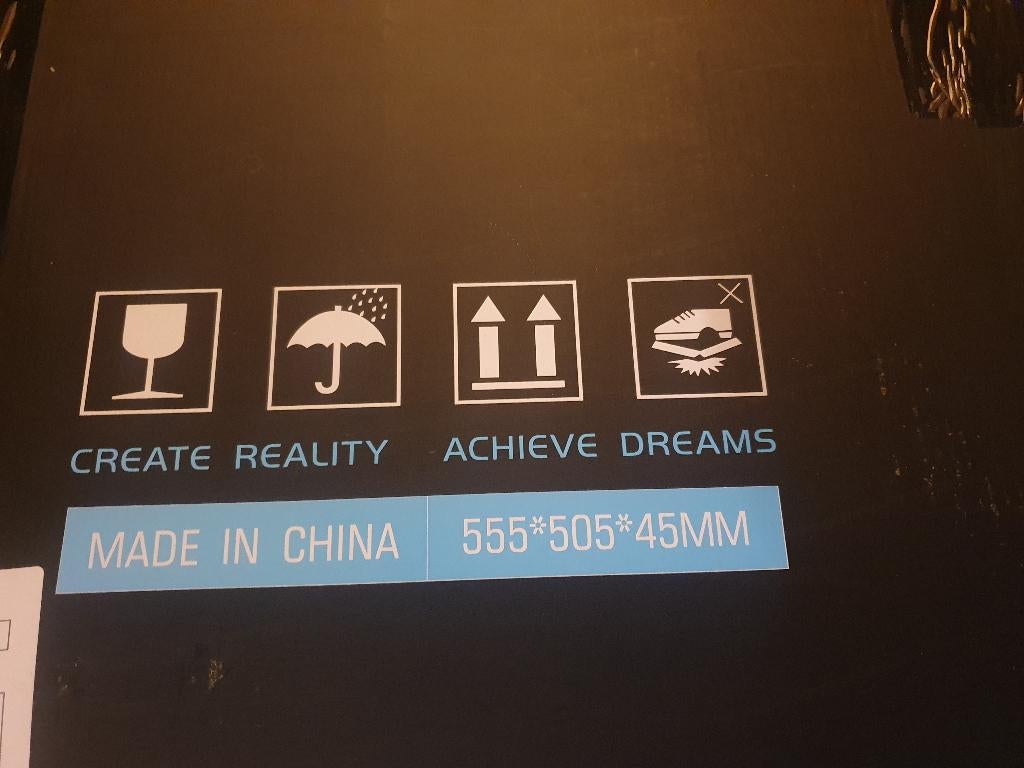 CREATE REALITY ACHIEVE DREAMS
MADE IN CHINA 555*505*45MM